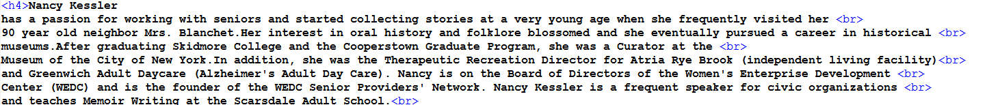 <h4>Nancy Kessler
has a passion for working with seniors and started collecting stories at a very young age when she frequently visited her <br>
90 year old neighbor Mrs. Blanchet.Her interest in oral history and folklore blossomed and she eventually pursued a career in historical <br>
museums.After graduating Skidmore College and the Cooperstown Graduate Program, she was a Curator at the <br>
Museum of the City of New York.In addition, she was the Therapeutic Recreation Director for Atria Rye Brook (independent living facility)<br>
and Greenwich Adult Daycare (Alzheimer's Adult Day Care). Nancy is on the Board of Directors of the Women's Enterprise Development <br>
Center (WEDC) and is the founder of the WEDC Senior Providers' Network. Nancy Kessler is a frequent speaker for civic organizations <br>
and teaches Memoir Writing at the Scarsdale Adult School.<br>